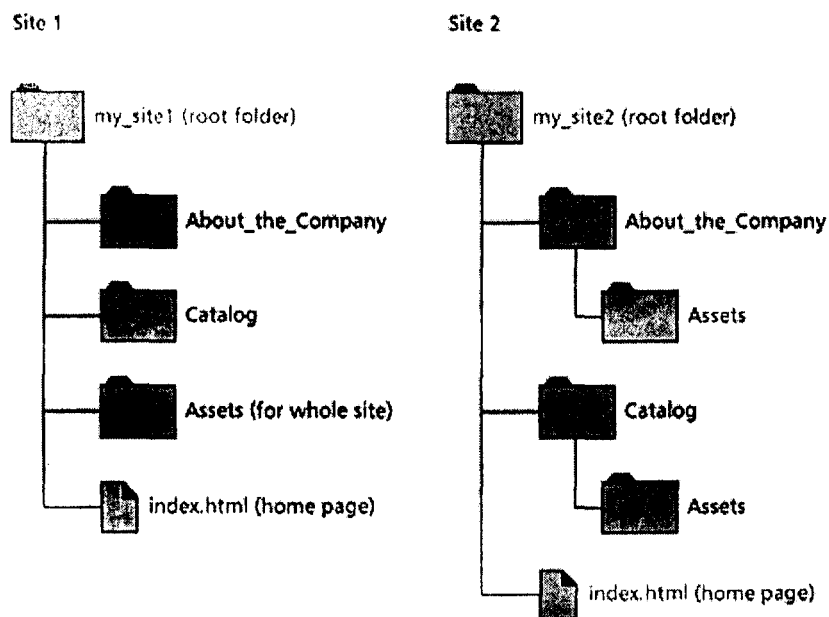 Site 1
my_site1 (root folder)
About_the_Company
Catalog
Assets (for whole site)
index.html (home page)
Site 2
my_site2 (root folder)
About_the_Company
Assets
Catalog
Assets
index.html (home page)